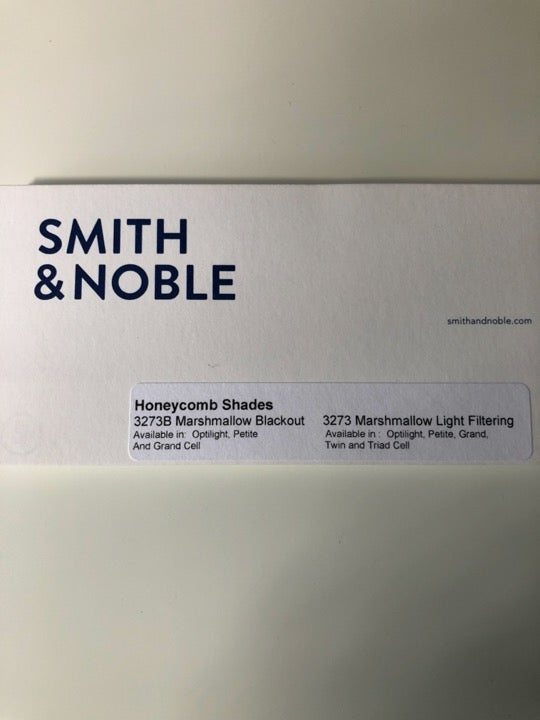 SMITH
&NOBLE
smithandnoble.com
Honeycomb Shades
3273B Marshmallow Blackout
Available in: Optilight, Petite
And Grand Cell
3273 Marshmallow Light Filtering
Available in : Optilight, Petite, Grand,
Twin and Triad Cell